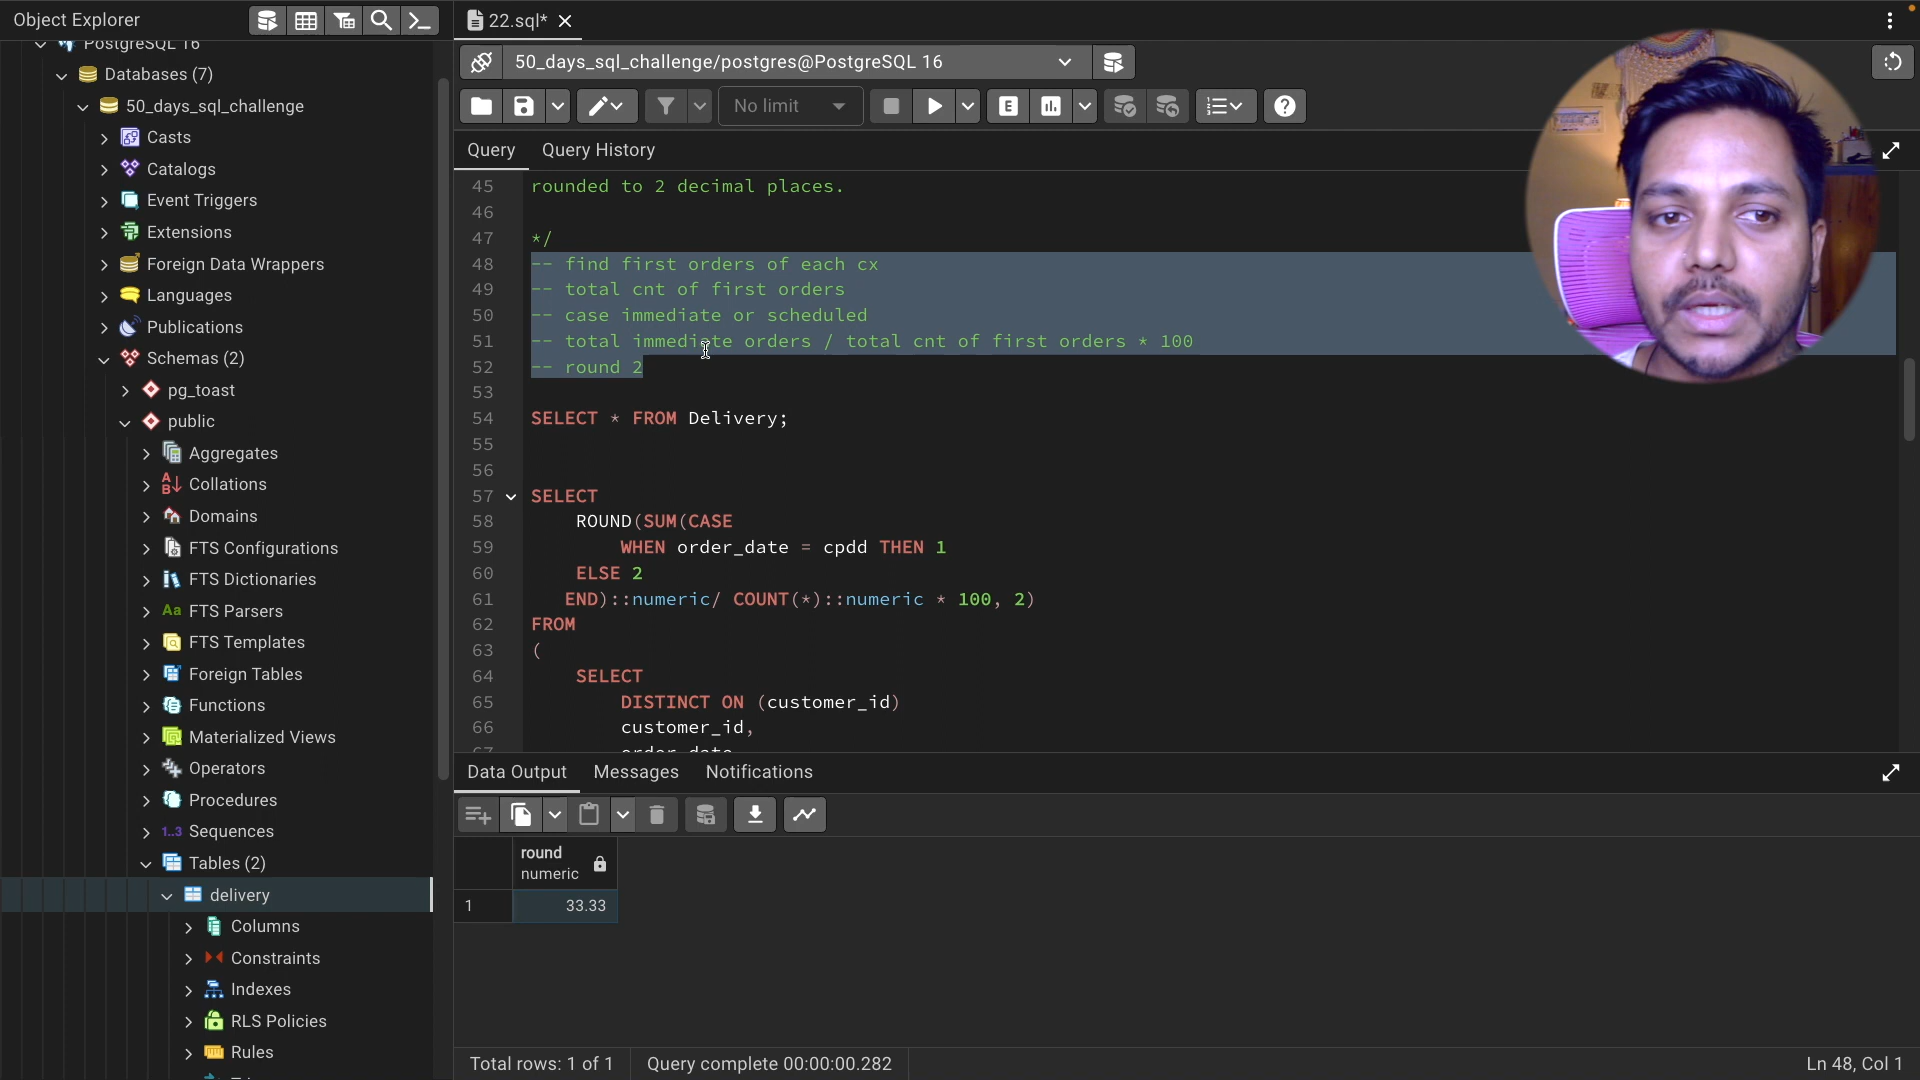 Object Explorer
22.sql*
PostgreSQL 16
50_days_sql_challenge/postgres@PostgreSQL 16
Databases (7)
50_days_sql_challenge
No limit
E
Casts
Query
Query History
Catalogs
Event Triggers
Extensions
Foreign Data Wrappers
Languages
Publications
Schemas (2)
pg_toast
public
Aggregates
Collations
Domains
FTS Configurations
FTS Dictionaries
Aa FTS Parsers
FTS Templates
Foreign Tables
Functions
Materialized Views
Operators
Procedures
1..3 Sequences
Tables (2)
delivery
Columns
Constraints
Indexes
RLS Policies
Rules
45 rounded to 2 decimal places.
46
47 */
48 -- find first orders of each cx
49 -- total cnt of first orders
50 -- case immediate or scheduled
51 -- total immediate orders / total cnt of first orders * 100
52 -- round 2
53
54 SELECT * FROM Delivery;
55
56
57 SELECT
58 ROUND(SUM(CASE
59 WHEN order_date = cpdd THEN 1
60 ELSE 2
61 END)::numeric/ COUNT(*)::numeric * 100, 2)
62 FROM
63 (
64 SELECT
65 DISTINCT ON (customer_id)
66 customer_id,
67 order_date
Data Output
Messages
Notifications
round
numeric
1 33.33
Total rows: 1 of 1
Query complete 00:00:00.282
Ln 48, Col 1